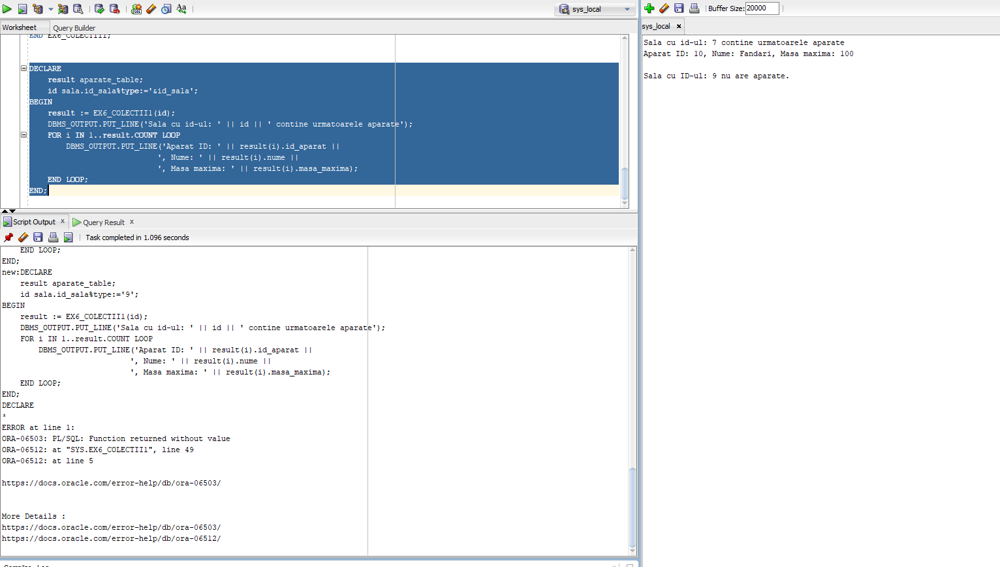 sys_local
Worksheet
Query Builder
END EX6_COLECTII1;
DECLARE
result aparate_table;
id sala.id_sala%type:='&id_sala';
BEGIN
result := EX6_COLECTII1(id);
DBMS_OUTPUT.PUT_LINE('Sala cu id-ul: ' || id || ' contine urmatoarele aparate');
FOR i IN 1..result.COUNT LOOP
DBMS_OUTPUT.PUT_LINE('Aparat ID: ' || result(i).id_aparat ||
', Nume: ' || result(i).nume ||
', Masa maxima: ' || result(i).masa_maxima);
END LOOP;
END;
Script Output x
Query Result x
Task completed in 1.096 seconds
END LOOP;
END;
new:DECLARE
result aparate_table;
id sala.id_sala%type:='9';
BEGIN
result := EX6_COLECTII1(id);
DBMS_OUTPUT.PUT_LINE('Sala cu id-ul: ' || id || ' contine urmatoarele aparate');
FOR i IN 1..result.COUNT LOOP
DBMS_OUTPUT.PUT_LINE('Aparat ID: ' || result(i).id_aparat ||
', Nume: ' || result(i).nume ||
', Masa maxima: ' || result(i).masa_maxima);
END LOOP;
END;
DECLARE
*
ERROR at line 1:
ORA-06503: PL/SQL: Function returned without value
ORA-06512: at "SYS.EX6_COLECTII1", line 49
ORA-06512: at line 5
https://docs.oracle.com/error-help/db/ora-06503/
More Details :
https://docs.oracle.com/error-help/db/ora-06503/
https://docs.oracle.com/error-help/db/ora-06512/
Buffer Size: 20000
sys_local x
Sala cu id-ul: 7 contine urmatoarele aparate
Aparat ID: 10, Nume: Fandari, Masa maxima: 100
Sala cu ID-ul: 9 nu are aparate.